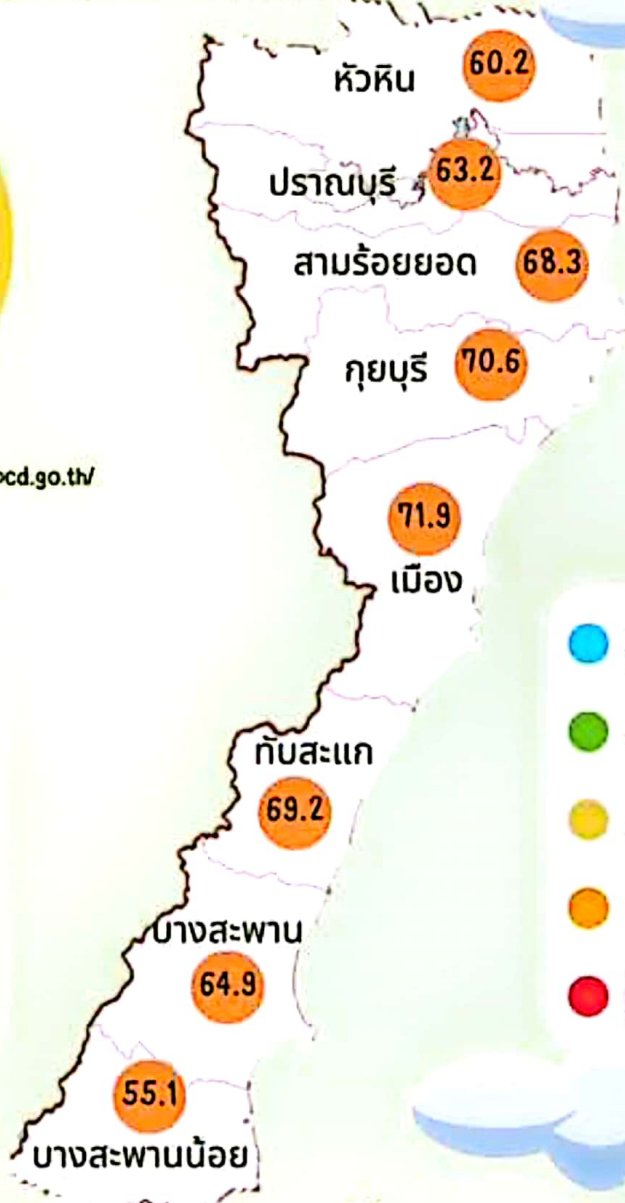 หัวหิน
60.2
ปราณบุรี
63.2
สามร้อยยอด
68.3
กุยบุรี
70.6
cd.go.th/
71.9
เมือง
ทับสะแก
69.2
บางสะพาน
64.9
55.1
บางสะพานน้อย